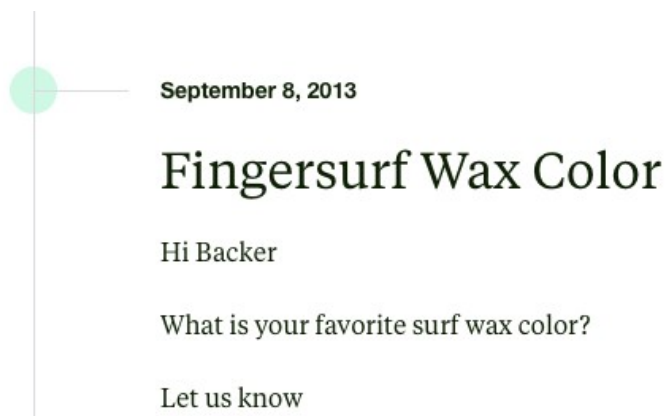 September 8, 2013
Fingersurf Wax Color
Hi Backer
What is your favorite surf wax color?
Let us know